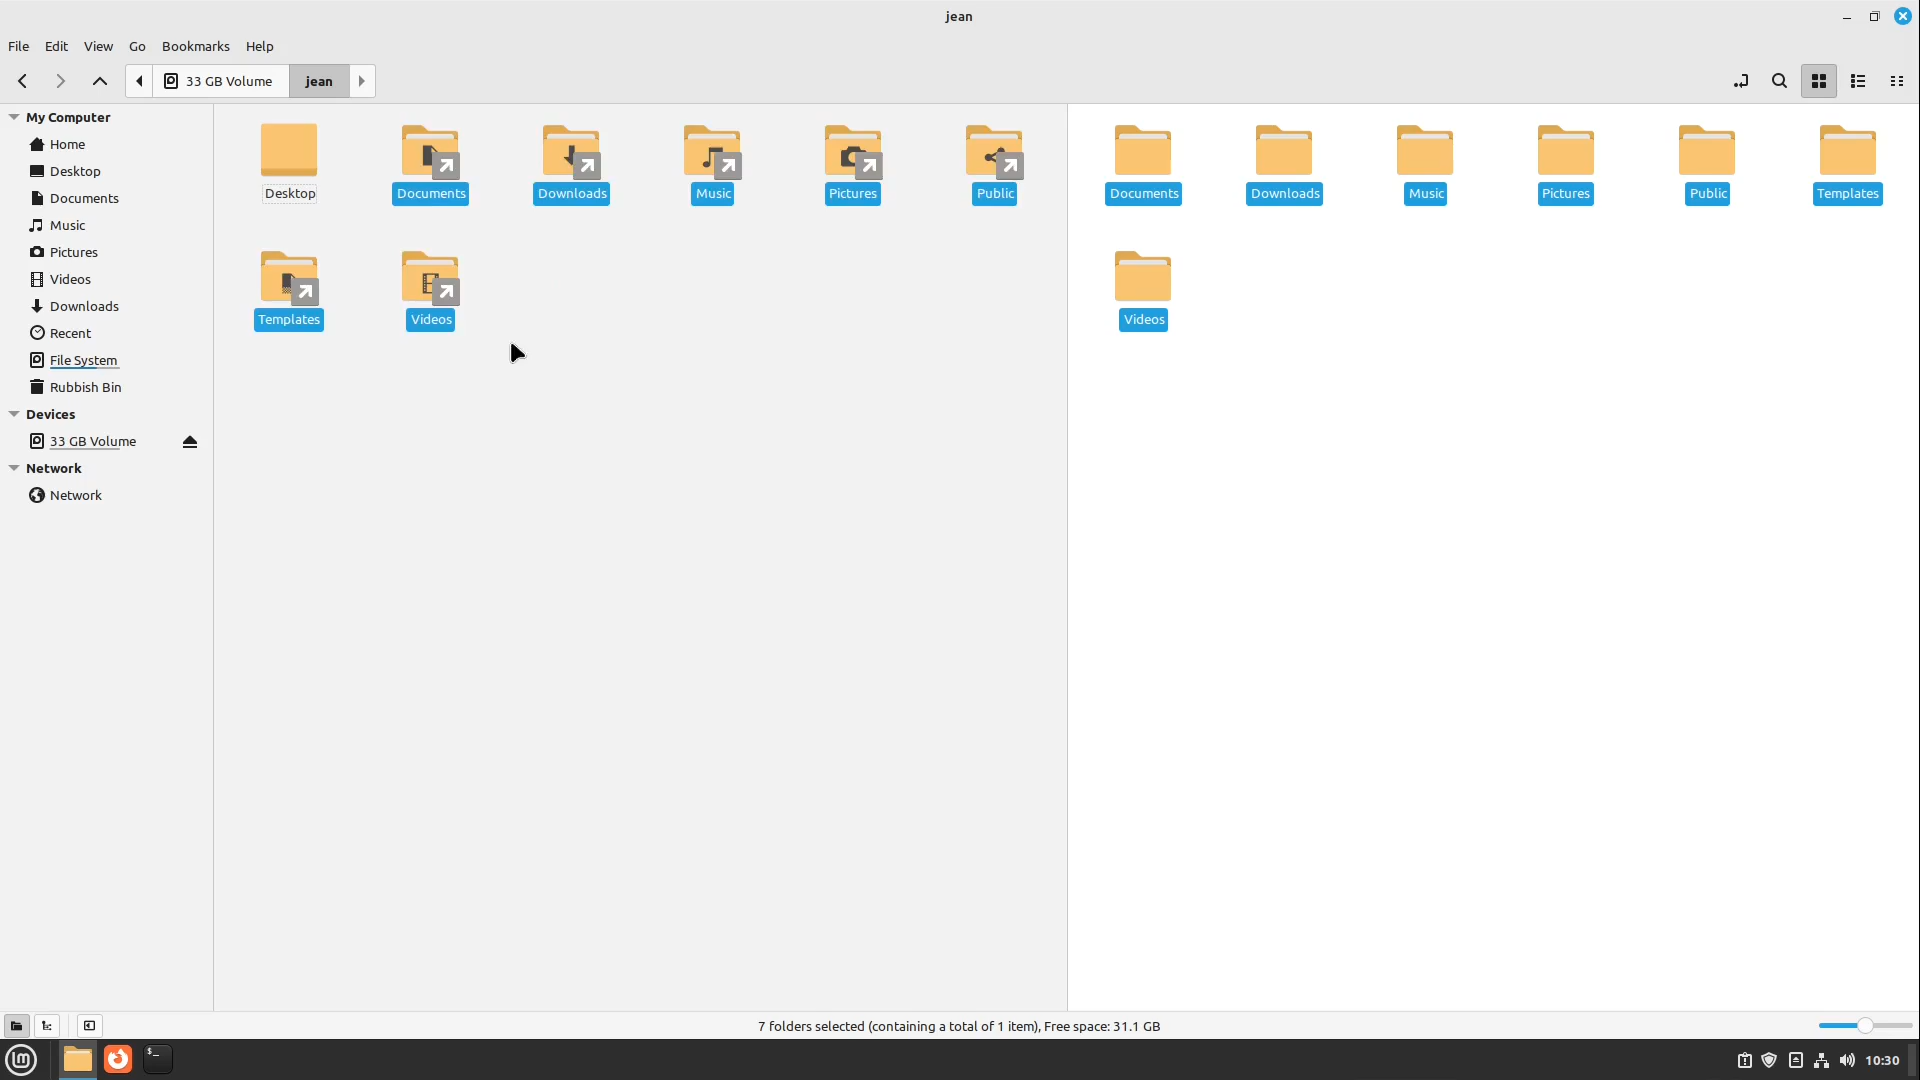 jean
File Edit View Go Bookmarks Help
33 GB Volume jean
My Computer
Home
Desktop
Documents
Music
Pictures
Videos
Downloads
Recent
File System
Rubbish Bin
Devices
33 GB Volume
Network
Network
Desktop Documents Downloads Music Pictures Public
Templates Videos
Documents Downloads Music Pictures Public Templates
Videos
7 folders selected (containing a total of 1 item), Free space: 31.1 GB
lm
$_
10:30